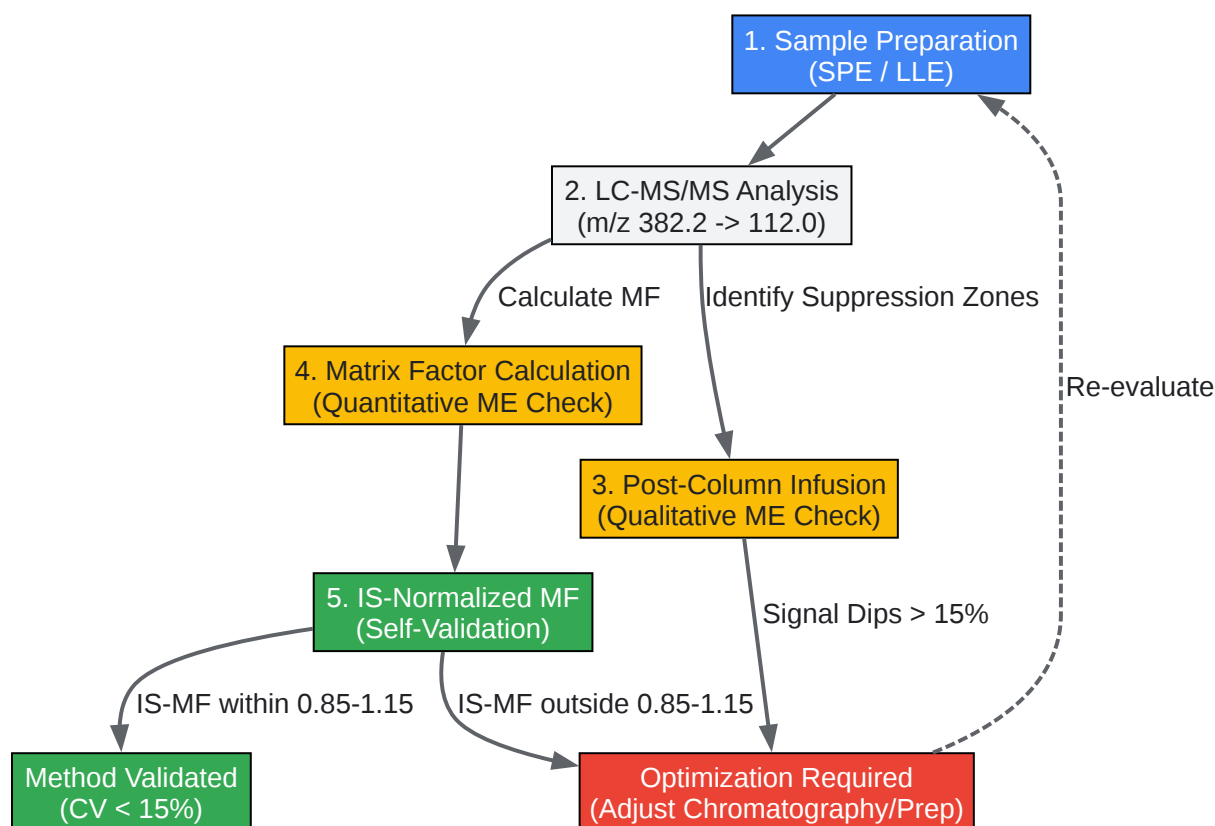 1. Sample Preparation
(SPE / LLE)
2. LC-MS/MS Analysis
(m/z 382.2 -> 112.0)
Calculate MF
Identify Suppression Zones
4. Matrix Factor Calculation
(Quantitative ME Check)
Re-evaluate
3. Post-Column Infusion
(Qualitative ME Check)
5. IS-Normalized MF
(Self-Validation)
Signal Dips > 15%
IS-MF within 0.85-1.15
IS-MF outside 0.85-1.15
Method Validated
(CV < 15%)
Optimization Required
(Adjust Chromatography/Prep)